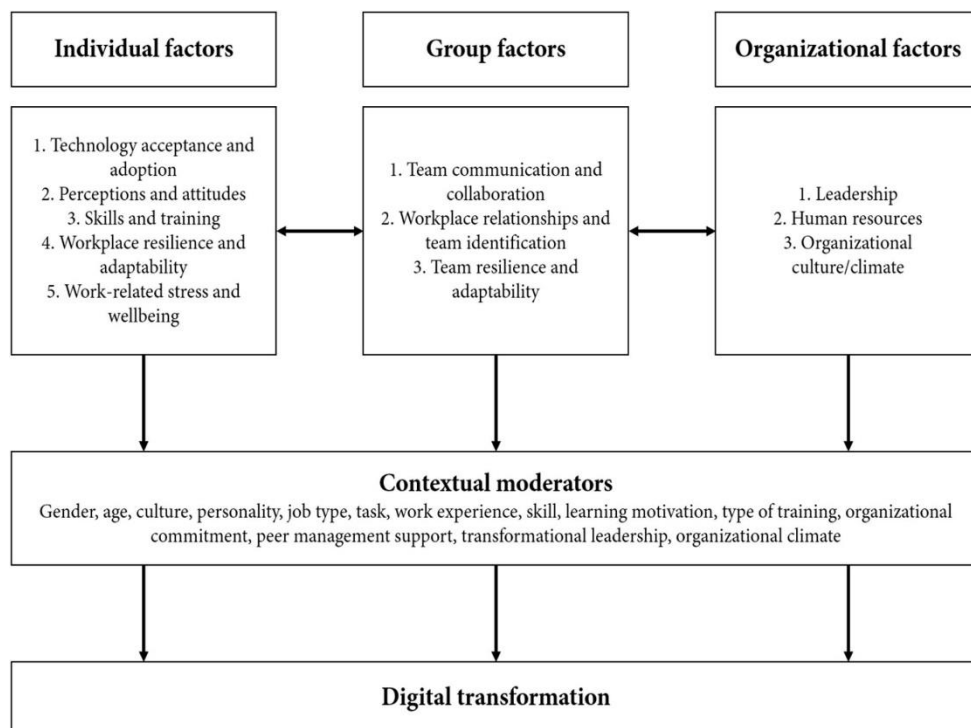 Individual factors
Group factors
Organizational factors
1. Technology acceptance and
adoption
2. Perceptions and attitudes
3. Skills and training
4. Workplace resilience and
adaptability
5. Work-related stress and
wellbeing
1. Team communication and
collaboration
2. Workplace relationships and
team identification
3. Team resilience and
adaptability
1. Leadership
2. Human resources
3. Organizational
culture/climate
Contextual moderators
Gender, age, culture, personality, job type, task, work experience, skill, learning motivation, type of training, organizational
commitment, peer management support, transformational leadership, organizational climate
Digital transformation